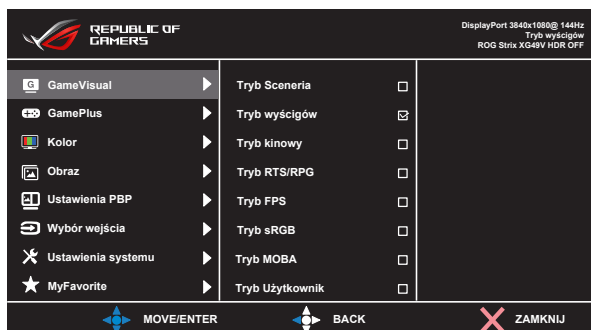 REPUBLIC OF
GAMERS
DisplayPort 3840x1080@ 144Hz
Tryb wyścigów
ROG Strix XG49V HDR OFF
G GameVisual
GamePlus
Kolor
Obraz
Ustawienia PBP
Wybór wejścia
Ustawienia systemu
MyFavorite
Tryb Sceneria
Tryb wyścigów
Tryb kinowy
Tryb RTS/RPG
Tryb FPS
Tryb sRGB
Tryb MOBA
Tryb Użytkownik
MOVE/ENTER
BACK
ZAMKNIJ